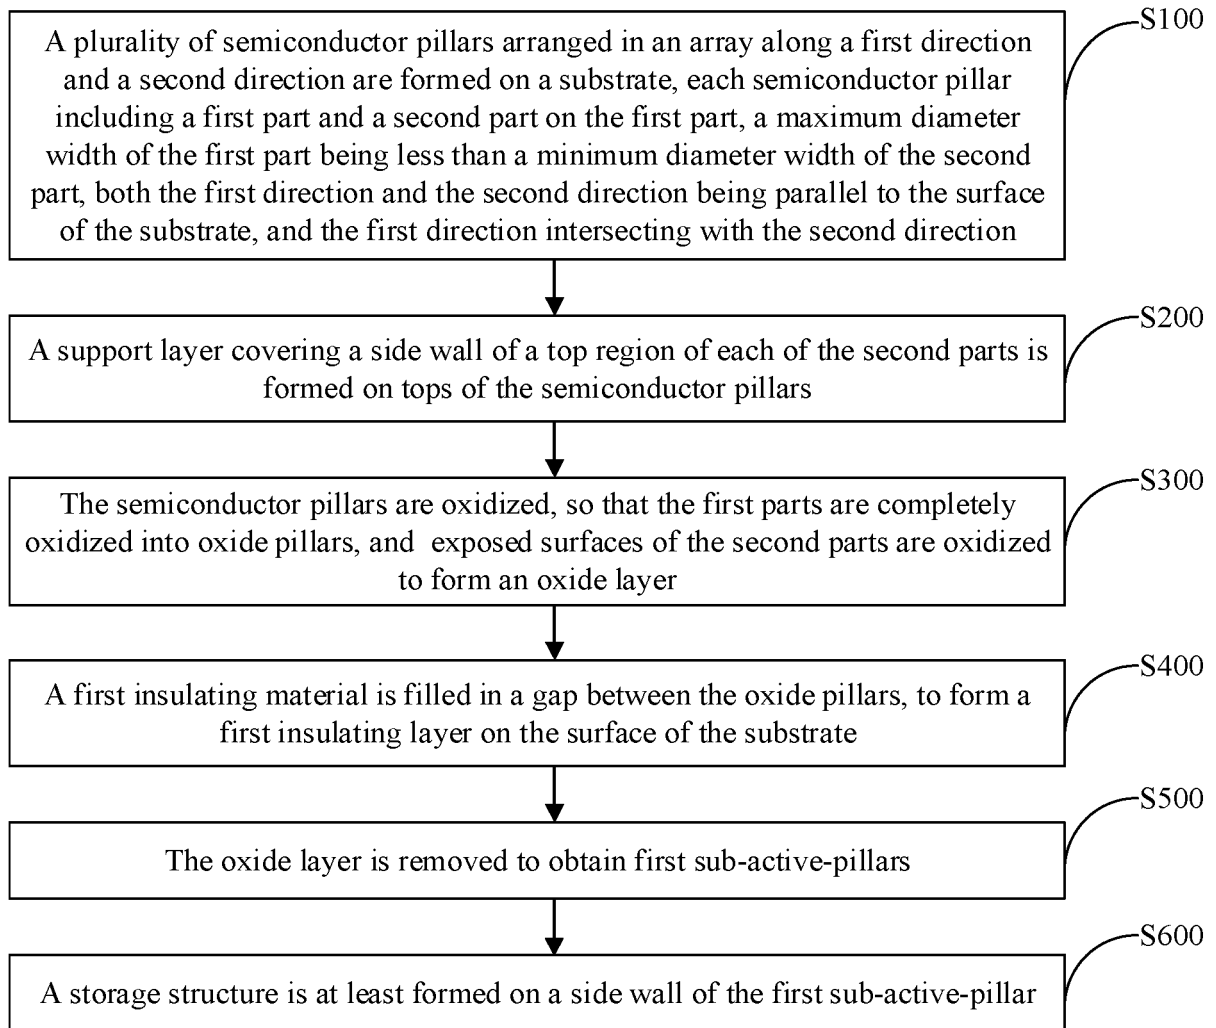 S100
A plurality of semiconductor pillars arranged in an array along a first direction
and a second direction are formed on a substrate, each semiconductor pillar
including a first part and a second part on the first part, a maximum diameter
width of the first part being less than a minimum diameter width of the second
part, both the first direction and the second direction being parallel to the surface
of the substrate, and the first direction intersecting with the second direction
S200
A support layer covering a side wall of a top region of each of the second parts is
formed on tops of the semiconductor pillars
S300
The semiconductor pillars are oxidized, so that the first parts are completely
oxidized into oxide pillars, and exposed surfaces of the second parts are oxidized
to form an oxide layer
S400
A first insulating material is filled in a gap between the oxide pillars, to form a
first insulating layer on the surface of the substrate
S500
The oxide layer is removed to obtain first sub-active-pillars
S600
A storage structure is at least formed on a side wall of the first sub-active-pillar